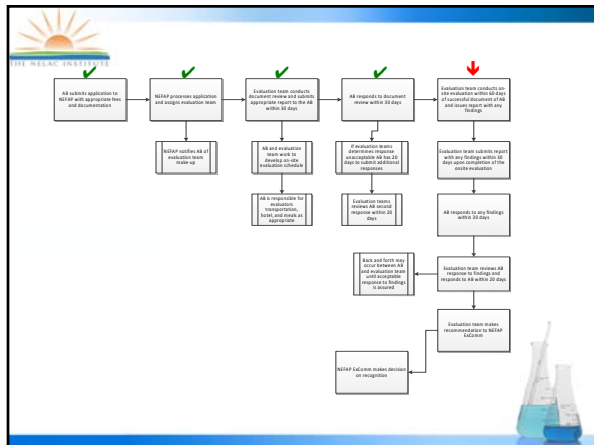 THE NELAC INSTITUTE
AB submits application to
NEFAP with appropriate fees
and documentation
NEFAP processes application
and assigns evaluation team
Evaluation team conducts
document review and submits
appropriate report to the AB
within 30 days
AB responds to document
review within 30 days
Evaluation team conducts on-
site evaluation within 60 days
of successful document of AB
and issues report with any
findings
NEFAP notifies AB of
evaluation team
make-up
AB and evaluation
team work to
develop on-site
evaluation schedule
If evaluation teams
determines response
unacceptable AB has 20
days to submit additional
responses
Evaluation team submits report
with any findings within 30
days upon completion of the
onsite evaluation
AB is responsible for
evaluators
transportation,
hotel, and meals as
appropriate
Evaluation teams
reviews AB second
response within 20
days
AB responds to any findings
within 30 days
Back and forth may
occur between AB
and evaluation team
until acceptable
response to findings
is assured
Evaluation team reviews AB
response to findings and
responds to AB within 20 days
Evaluation team makes
recommendation to NEFAP
ExComm
NEFAP ExComm makes decision
on recognition